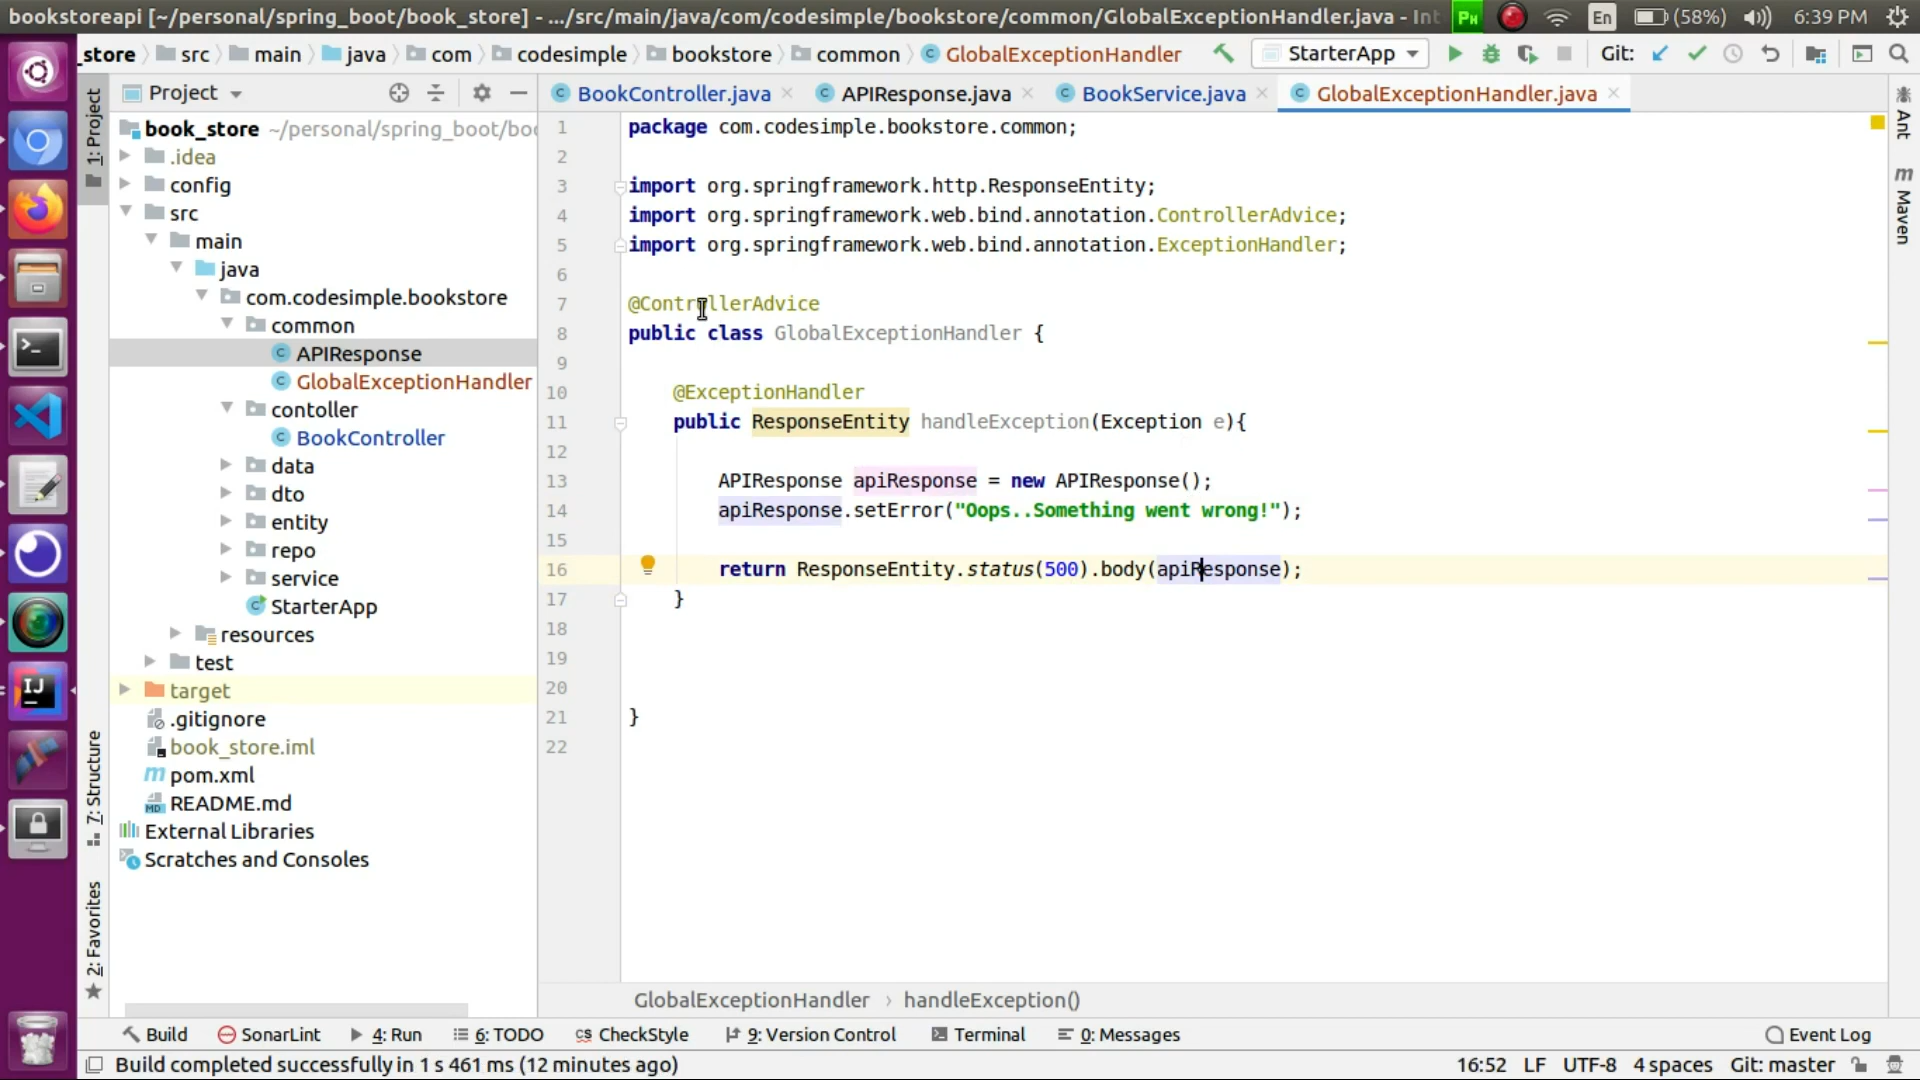 bookstoreapi [~/personal/spring_boot/book_store] - .../src/main/java/com/codesimple/bookstore/common/GlobalExceptionHandler.java - Int
En (58%) 6:39 PM
_store src main java com codesimple bookstore common GlobalExceptionHandler StarterApp Git:
Project
BookController.java APIResponse.java BookService.java GlobalExceptionHandler.java
1: Project
7: Structure
2: Favorites
Ant
Maven
book_store ~/personal/spring_boot/boo
.idea
config
src
main
java
com.codesimple.bookstore
common
APIResponse
GlobalExceptionHandler
contoller
BookController
data
dto
entity
repo
service
StarterApp
resources
test
target
.gitignore
book_store.iml
pom.xml
README.md
External Libraries
Scratches and Consoles
1 package com.codesimple.bookstore.common;
2
3 import org.springframework.http.ResponseEntity;
4 import org.springframework.web.bind.annotation.ControllerAdvice;
5 import org.springframework.web.bind.annotation.ExceptionHandler;
6
7 @ControllerAdvice
8 public class GlobalExceptionHandler {
9
10 @ExceptionHandler
11 public ResponseEntity handleException(Exception e){
12
13 APIResponse apiResponse = new APIResponse();
14 apiResponse.setError("Oops..Something went wrong!");
15
16 return ResponseEntity.status(500).body(apiResponse);
17 }
18
19
20
21 }
22
GlobalExceptionHandler › handleException()
Build SonarLint 4: Run 6: TODO CheckStyle 9: Version Control Terminal 0: Messages Event Log
Build completed successfully in 1 s 461 ms (12 minutes ago) 16:52 LF UTF-8 4 spaces Git: master